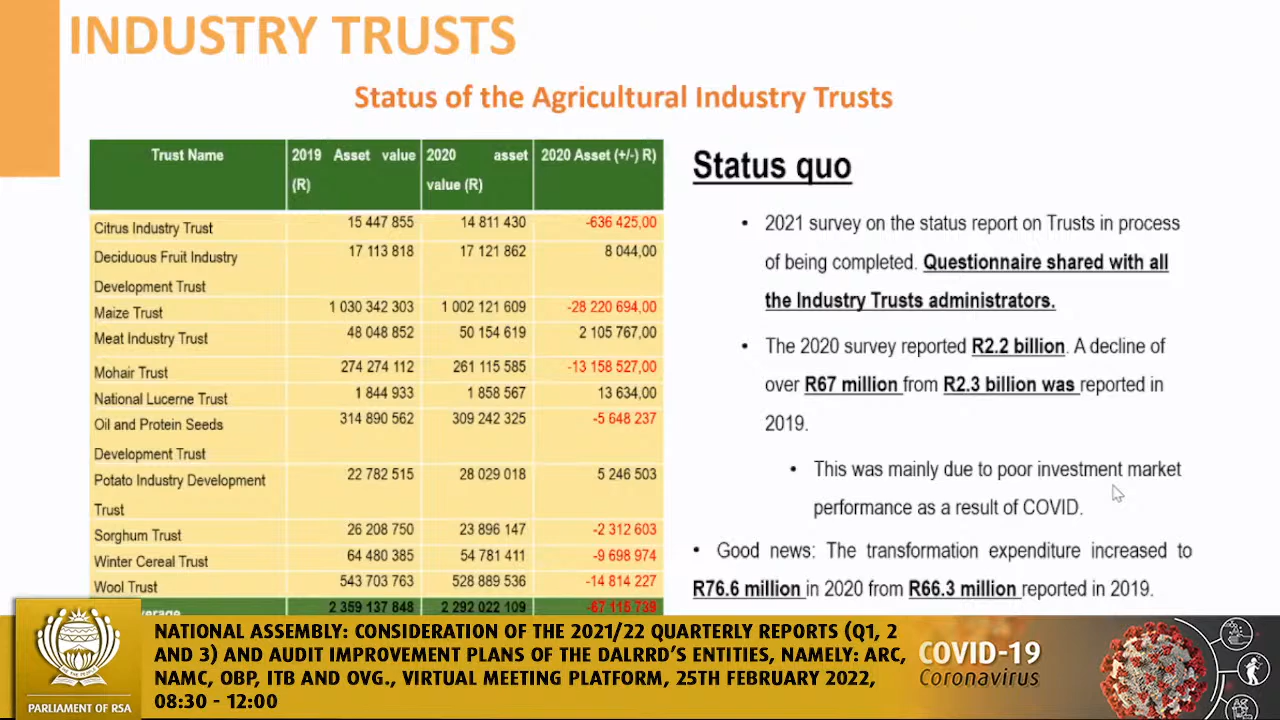 INDUSTRY TRUSTS
Status of the Agricultural Industry Trusts
Trust Name 2019 Asset value (R) 2020 asset value (R) 2020 Asset (+/-) R)
Citrus Industry Trust 15 447 855 14 811 430 -636 425,00
Deciduous Fruit Industry Development Trust 17 113 818 17 121 862 8 044,00
Maize Trust 1 030 342 303 1 002 121 609 -28 220 694,00
Meat Industry Trust 48 048 852 50 154 619 2 105 767,00
Mohair Trust 274 274 112 261 115 585 -13 158 527,00
National Lucerne Trust 1 844 933 1 858 567 13 634,00
Oil and Protein Seeds Development Trust 314 890 562 309 242 325 -5 648 237
Potato Industry Development Trust 22 782 515 28 029 018 5 246 503
Sorghum Trust 26 208 750 23 896 147 -2 312 603
Winter Cereal Trust 64 480 385 54 781 411 -9 698 974
Wool Trust 543 703 763 528 889 536 -14 814 227
2 359 137 848 2 292 022 109 -67 115 739
Status quo
• 2021 survey on the status report on Trusts in process
of being completed. Questionnaire shared with all
the Industry Trusts administrators.
• The 2020 survey reported R2.2 billion. A decline of
over R67 million from R2.3 billion was reported in
2019.
• This was mainly due to poor investment market
performance as a result of COVID.
• Good news: The transformation expenditure increased to
R76.6 million in 2020 from R66.3 million reported in 2019.
PARLIAMENT OF RSA
NATIONAL ASSEMBLY: CONSIDERATION OF THE 2021/22 QUARTERLY REPORTS (Q1, 2
AND 3) AND AUDIT IMPROVEMENT PLANS OF THE DALRRD'S ENTITIES, NAMELY: ARC,
NAMC, OBP, ITB AND OVG., VIRTUAL MEETING PLATFORM, 25TH FEBRUARY 2022,
08:30 - 12:00
COVID-19
Coronavirus